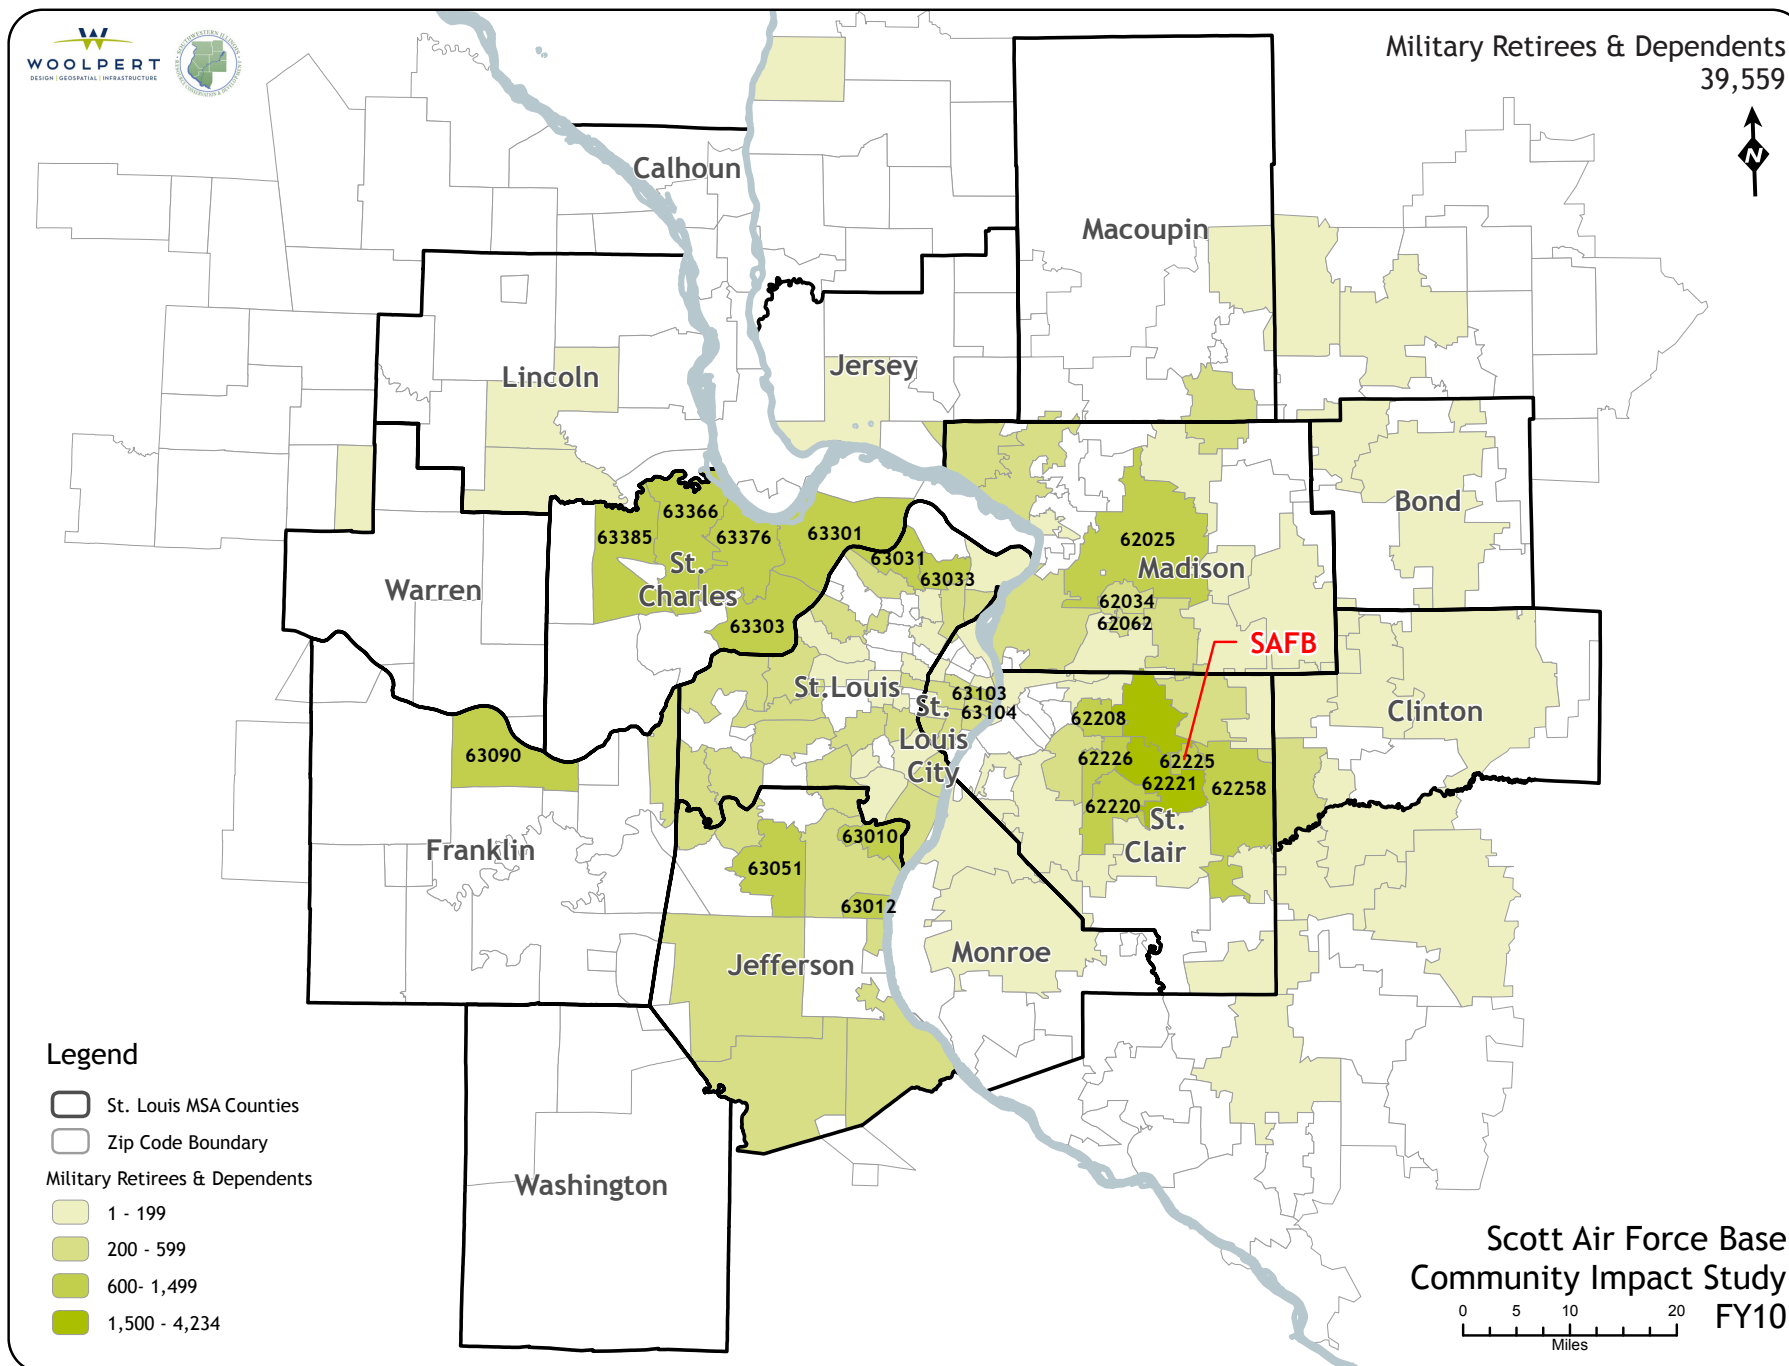 WOOLPERT
DESIGN | GEOSPATIAL | INFRASTRUCTURE
Military Retirees & Dependents
39,559
N
Calhoun
Macoupin
Jersey
Lincoln
Bond
63366
63385
63376
63301
62025
St.
Charles
63031
63033
Madison
Warren
62034
62062
63303
SAFB
St.Louis
63103
63104
St.
Louis
City
62208
Clinton
63090
62226
62225
62221
62258
62220
St.
Clair
63010
Franklin
63051
63012
Jefferson
Monroe
Washington
Legend
St. Louis MSA Counties
Zip Code Boundary
Military Retirees & Dependents
1 - 199
200 - 599
600- 1,499
1,500 - 4,234
Scott Air Force Base
Community Impact Study
FY10
0 5 10 20
Miles